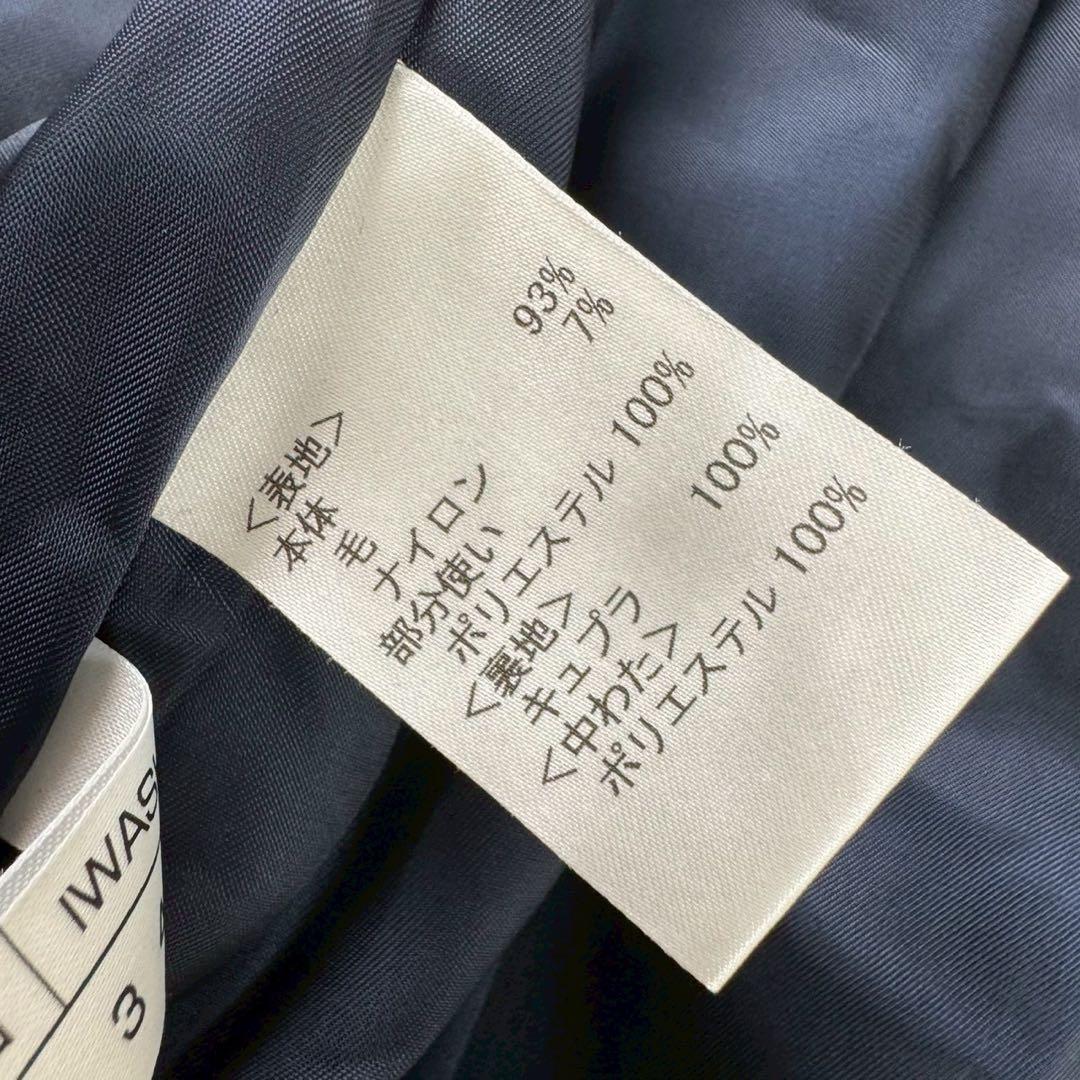 <表地>
本体
毛 93%
ナイロン 7%
部分使い
ポリエステル 100%
<裏地>
キュプラ 100%
<中わた>
ポリエステル 100%
3